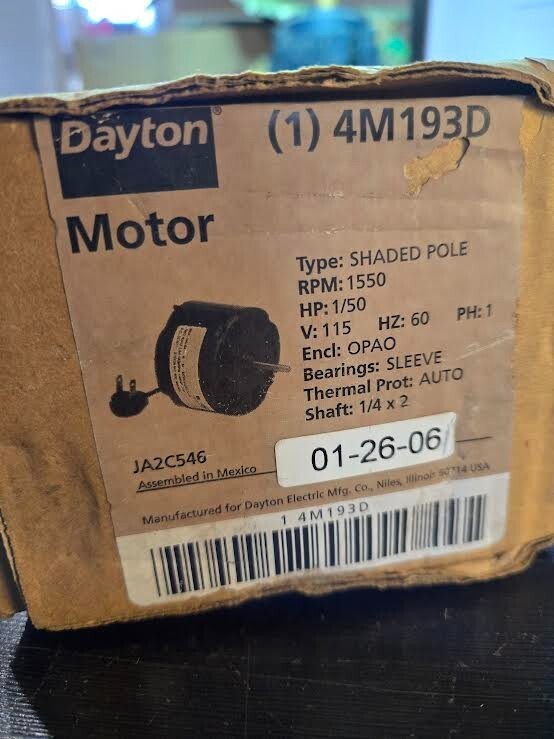 Dayton® (1) 4M193D
Motor
Type: SHADED POLE
RPM: 1550
HP: 1/50
V: 115 HZ: 60 PH: 1
Encl: OPAO
Bearings: SLEEVE
Thermal Prot: AUTO
Shaft: 1/4 x 2
JA2C546
Assembled in Mexico
01-26-06
Manufactured for Dayton Electric Mfg. Co., Niles, Illinois 60714 USA
1 4M193D